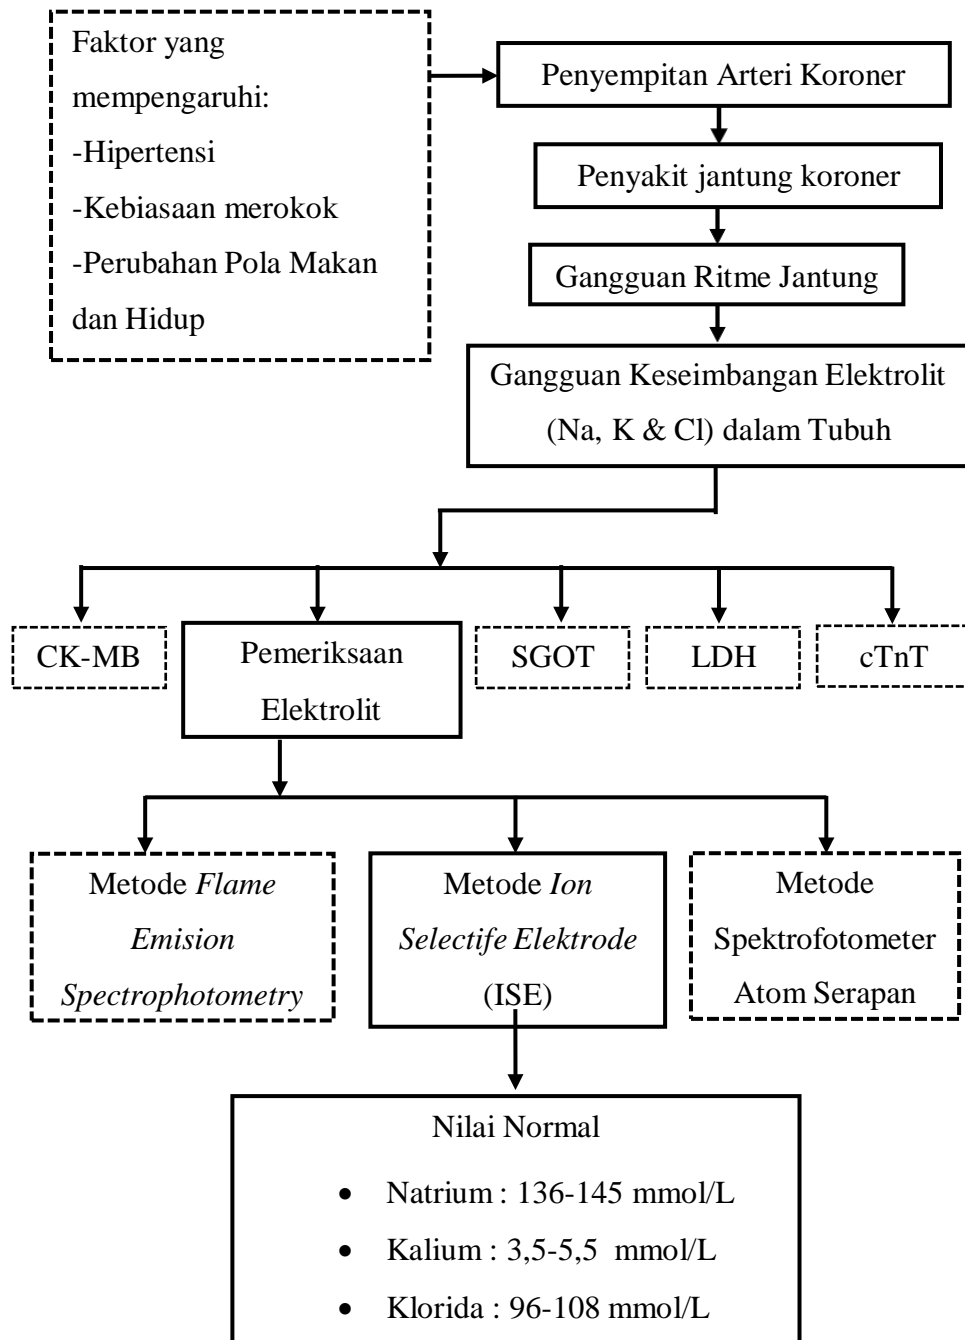 Faktor yang
mempengaruhi:
-Hipertensi
-Kebiasaan merokok
-Perubahan Pola Makan
dan Hidup
Penyempitan Arteri Koroner
Penyakit jantung koroner
Gangguan Ritme Jantung
Gangguan Keseimbangan Elektrolit
(Na, K & Cl) dalam Tubuh
CK-MB
Pemeriksaan
Elektrolit
SGOT
LDH
cTnT
Metode Flame
Emision
Spectrophotometry
Metode Ion
Selectife Elektrode
(ISE)
Metode
Spektrofotometer
Atom Serapan
Nilai Normal
• Natrium : 136-145 mmol/L
• Kalium : 3,5-5,5 mmol/L
• Klorida : 96-108 mmol/L